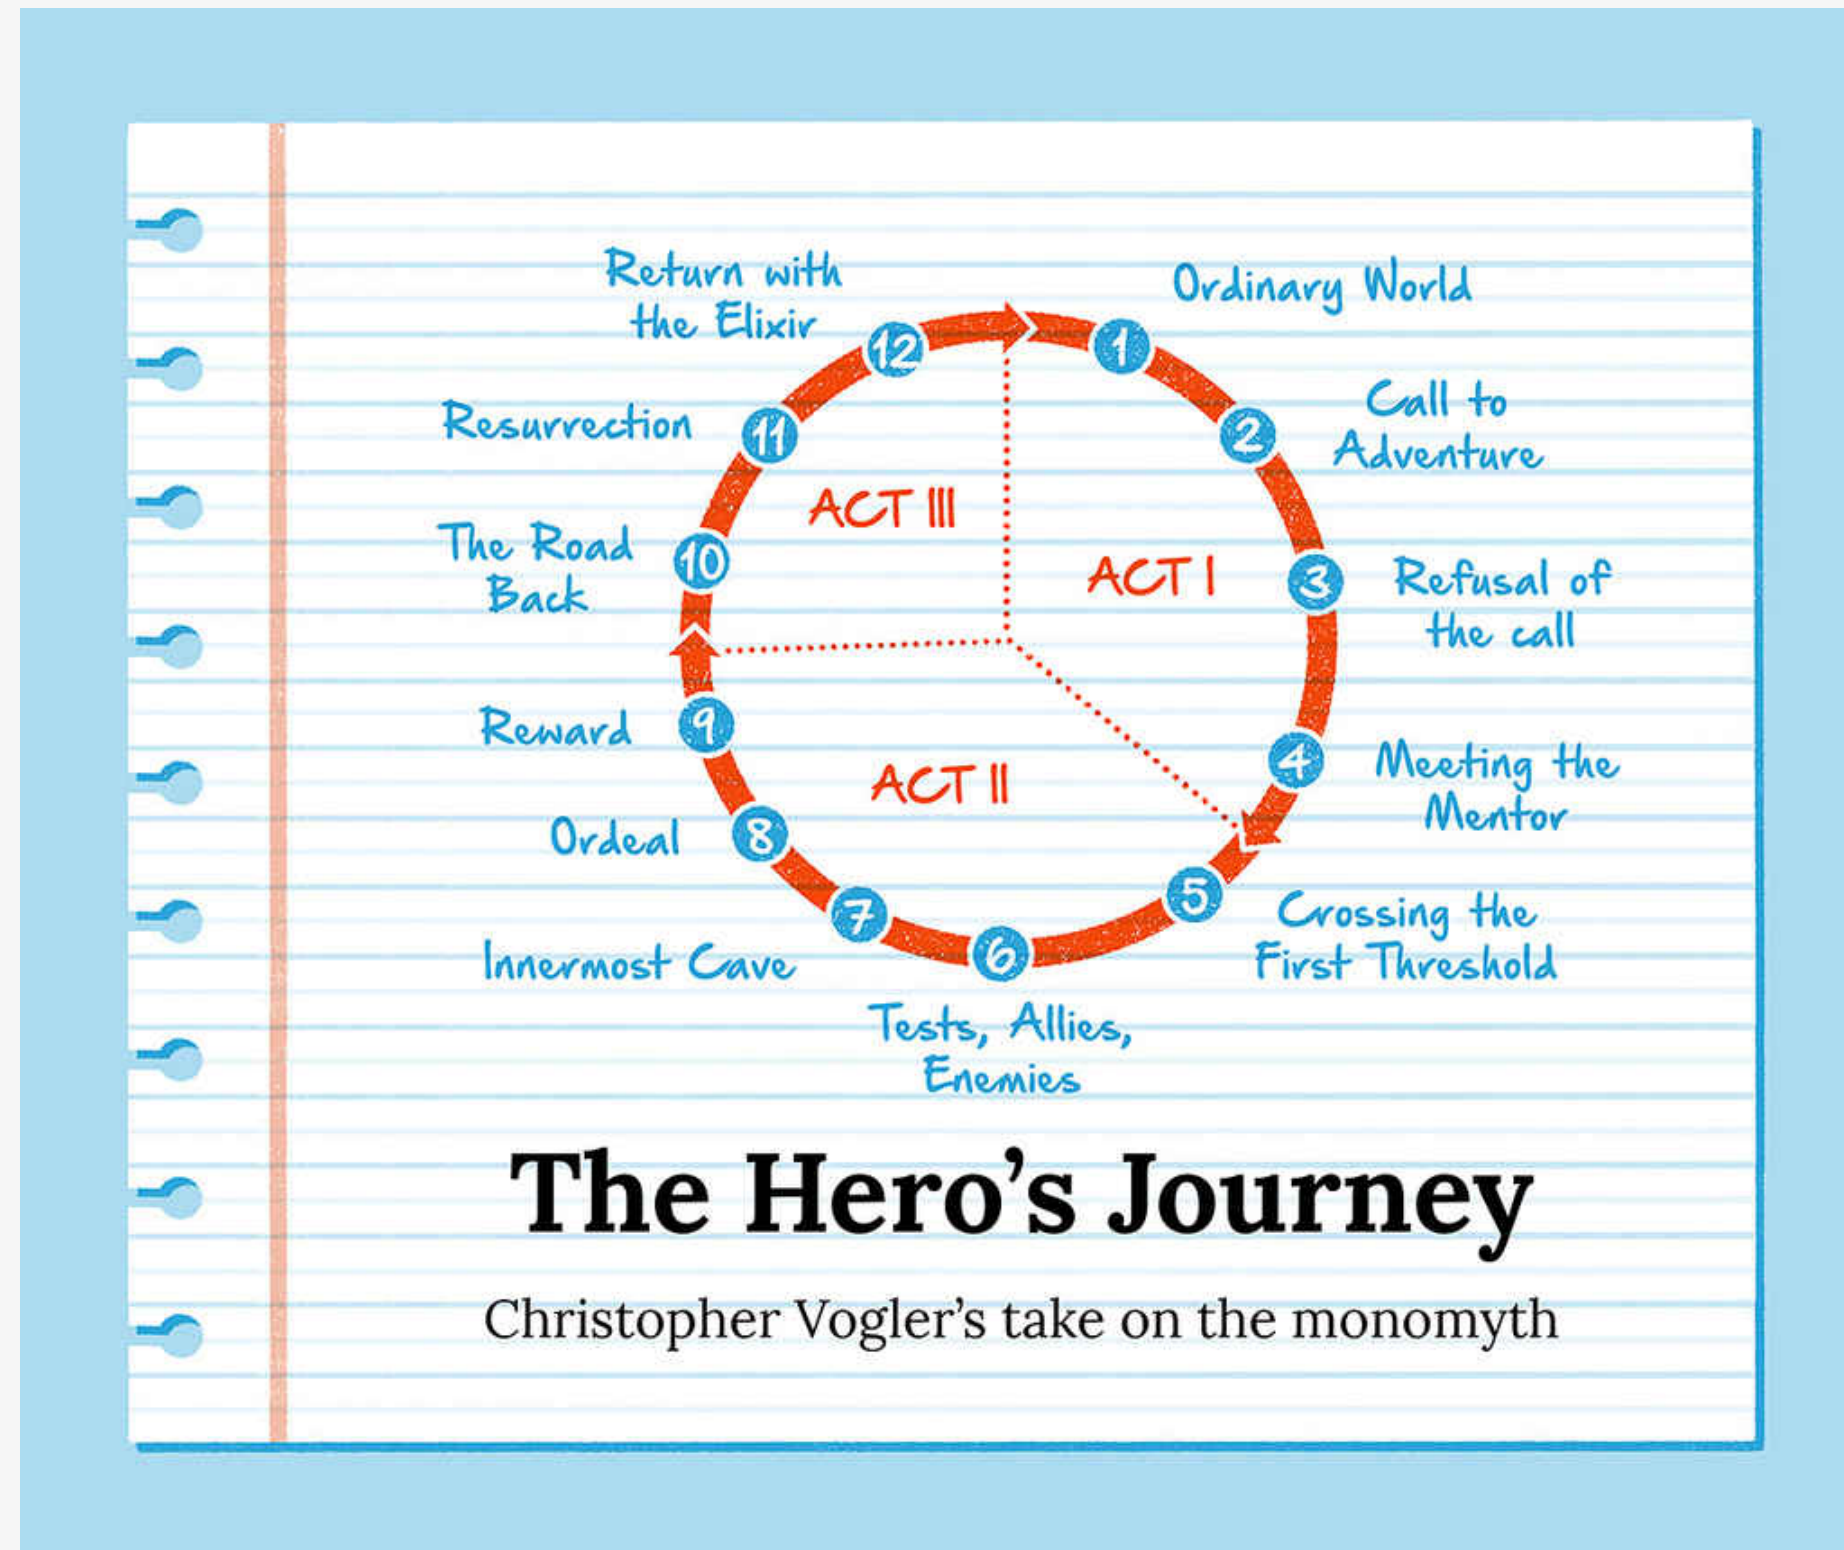 Ordinary World
1
Call to
Adventure
2
Refusal of
the call
3
Meeting the
Mentor
4
Crossing the
First Threshold
5
Tests, Allies,
Enemies
6
Innermost Cave
7
Ordeal
8
Reward
9
The Road
Back
10
Resurrection
11
Return with
the Elixir
12
ACT I
ACT II
ACT III
The Hero's Journey
Christopher Vogler's take on the monomyth